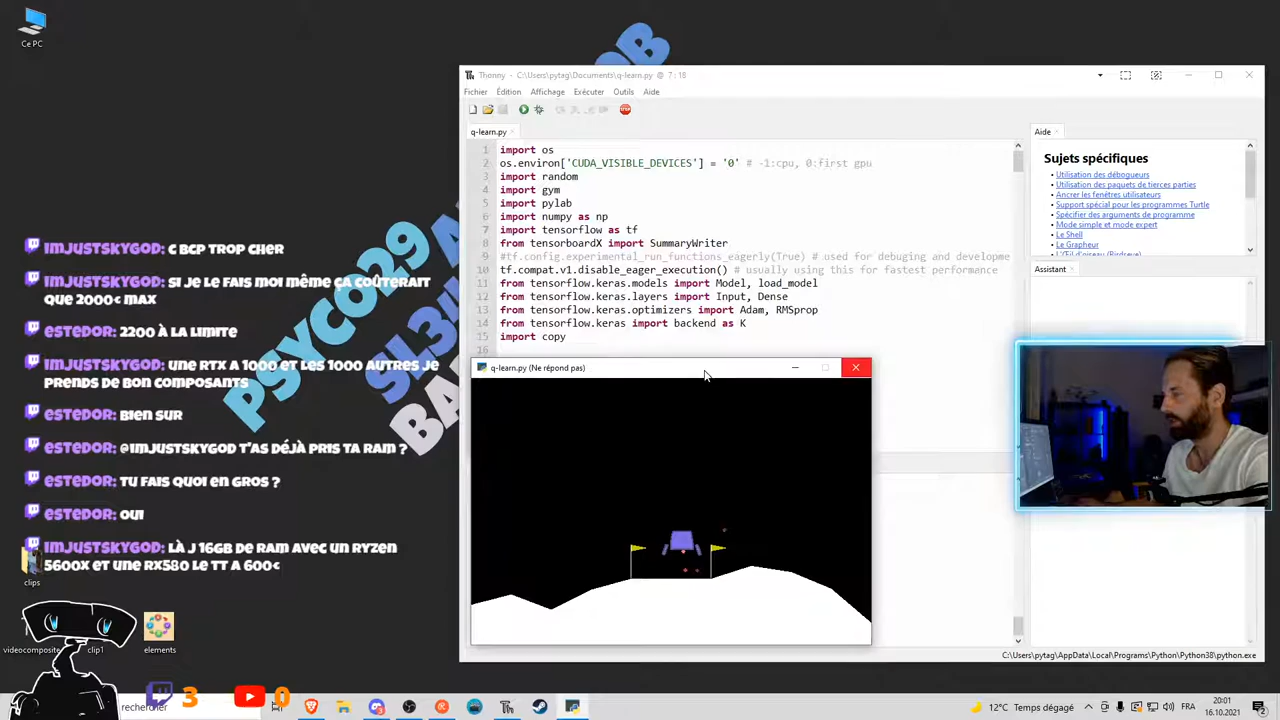 Ce PC
PSYCO29
Thonny - C:\Users\pytag\Documents\q-learn.py @ 7 : 18
Fichier Édition Affichage Exécuter Outils Aide
q-learn.py ×
1 import os
2 os.environ['CUDA_VISIBLE_DEVICES'] = '0' # -1:cpu, 0:first gpu
3 import random
4 import gym
5 import pylab
6 import numpy as np
7 import tensorflow as tf
8 from tensorboardX import SummaryWriter
9 #tf.config.experimental_run_functions_eagerly(True) # used for debuging and developme
10 tf.compat.v1.disable_eager_execution() # usually using this for fastest performance
11 from tensorflow.keras.models import Model, load_model
12 from tensorflow.keras.layers import Input, Dense
13 from tensorflow.keras.optimizers import Adam, RMSprop
14 from tensorflow.keras import backend as K
15 import copy
16
Aide ×
Sujets spécifiques
Utilisation des débogueurs
Utilisation des paquets de tierces parties
Ancrer les fenêtres utilisateurs
Support spécial pour les programmes Turtle
Spécifier des arguments de programme
Mode simple et mode expert
Le Shell
Le Grapheur
L'Œil d'oiseau (Birdseye)
Assistant ×
imjustskygod: c bcp trop cher
imjustskygod: si je le fais moi même ça coûterait
que 2000€ max
estedor: 2200 à la limite
imjustskygod: une rtx a 1000 et les 1000 autres je
prends de bon composants
estedor: bien sur
estedor: @imjustskygod t'as déjà pris ta ram ?
estedor: tu fais quoi en gros ?
estedor: oui
imjustskygod: là j 16gb de ram avec un ryzen
5600x et une rx580 le tt a 600€
q-learn.py (Ne répond pas)
clips
videocomposite
clip1
elements
C:\Users\pytag\AppData\Local\Programs\Python\Python38\python.exe
3
0
rechercher
12°C Temps dégagé
FRA
20:01
16.10.2021
2